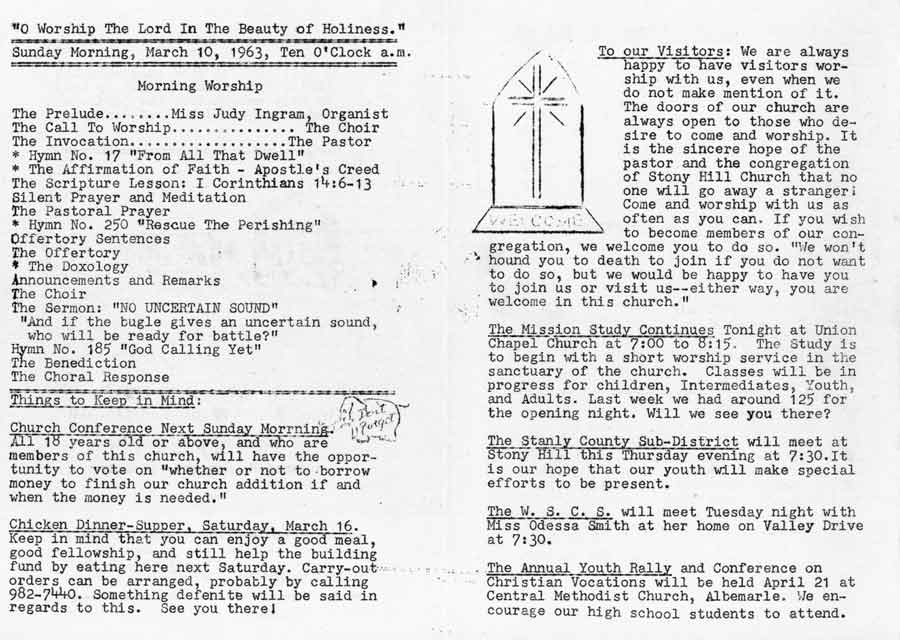 "O Worship The Lord In The Beauty of Holiness."
Sunday Morning, March 10, 1963, Ten O'Clock a.m.
Morning Worship
The Prelude........Miss Judy Ingram, Organist
The Call To Worship............... The Choir
The Invocation...................The Pastor
* Hymn No. 17 "From All That Dwell"
* The Affirmation of Faith - Apostle's Creed
The Scripture Lesson: I Corinthians 14:6-13
Silent Prayer and Meditation
The Pastoral Prayer
* Hymn No. 250 "Rescue The Perishing"
Offertory Sentences
The Offertory
* The Doxology
Announcements and Remarks
The Choir
The Sermon: "NO UNCERTAIN SOUND"
"And if the bugle gives an uncertain sound,
who will be ready for battle?"
Hymn No. 185 "God Calling Yet"
The Benediction
The Choral Response
Things to Keep in Mind:
Don't
Forget
Church Conference Next Sunday Morrning.
All 18 years old or above, and who are
members of this church, will have the oppor-
tunity to vote on "whether or not to borrow
money to finish our church addition if and
when the money is needed."
Chicken Dinner-Supper, Saturday, March 16.
Keep in mind that you can enjoy a good meal,
good fellowship, and still help the building
fund by eating here next Saturday. Carry-out
orders can be arranged, probably by calling
982-7440. Something defenite will be said in
regards to this. See you there!
WELCOME
To our Visitors: We are always
happy to have visitors wor-
ship with us, even when we
do not make mention of it.
The doors of our church are
always open to those who de-
sire to come and worship. It
is the sincere hope of the
pastor and the congregation
of Stony Hill Church that no
one will go away a stranger!
Come and worship with us as
often as you can. If you wish
to become members of our con-
gregation, we welcome you to do so. "We won't
hound you to death to join if you do not want
to do so, but we would be happy to have you
to join us or visit us--either way, you are
welcome in this church."
The Mission Study Continues Tonight at Union
Chapel Church at 7:00 to 8:15. The Study is
to begin with a short worship service in the
sanctuary of the church. Classes will be in
progress for children, Intermediates, Youth,
and Adults. Last week we had around 125 for
the opening night. Will we see you there?
The Stanly County Sub-District will meet at
Stony Hill this Thursday evening at 7:30.It
is our hope that our youth will make special
efforts to be present.
The W. S. C. S. will meet Tuesday night with
Miss Odessa Smith at her home on Valley Drive
at 7:30.
The Annual Youth Rally and Conference on
Christian Vocations will be held April 21 at
Central Methodist Church, Albemarle. We en-
courage our high school students to attend.